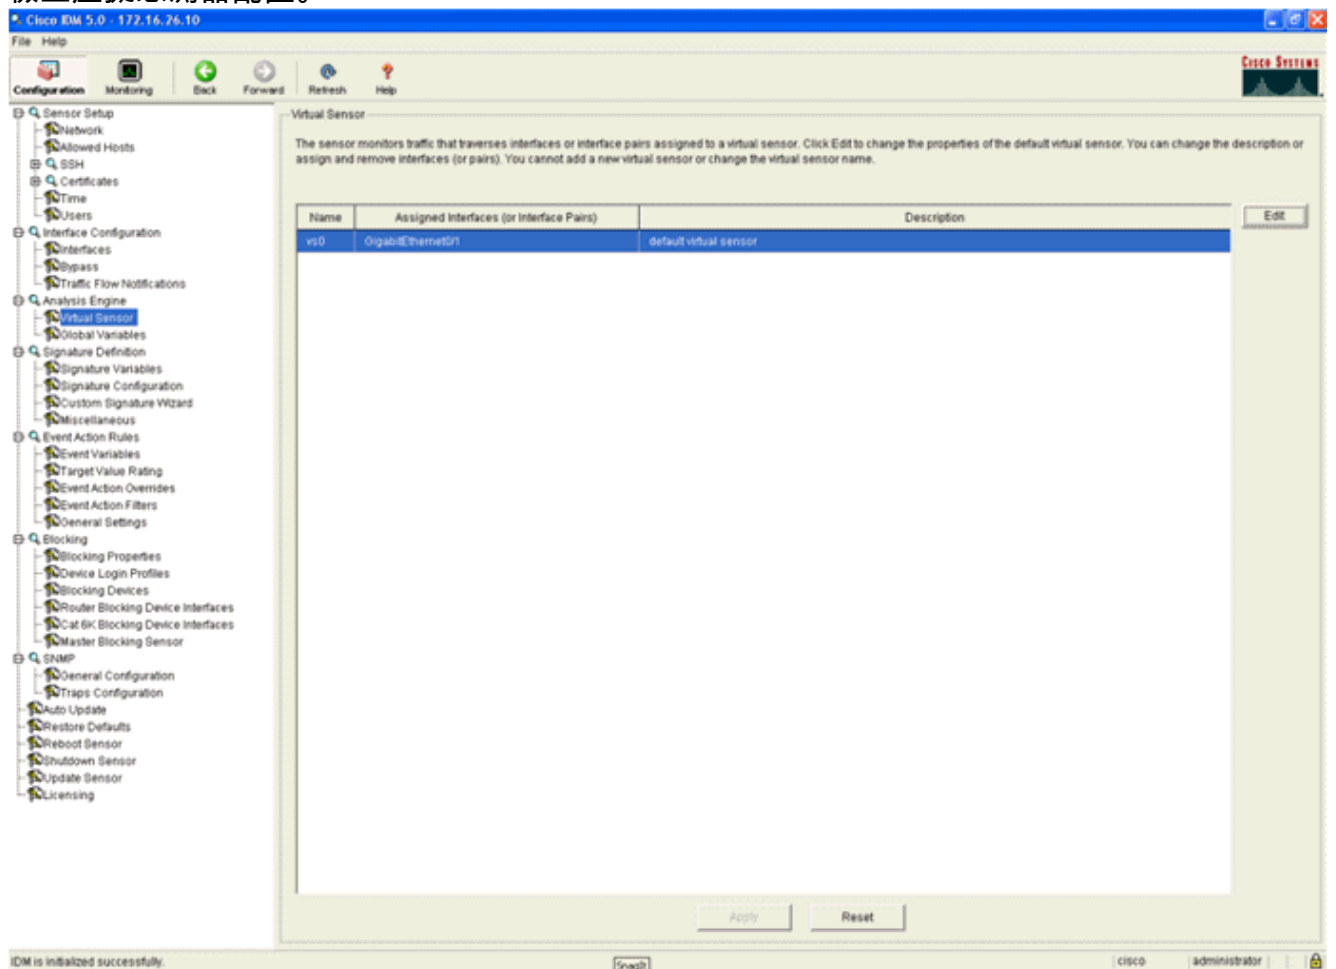 Cisco IDM 5.0 - 172.16.26.10
File Help
Configuration Monitoring Back Forward Refresh Help
CISCO SYSTEMS
Sensor Setup
Network
Allowed Hosts
SSH
Certificates
Time
Users
Interface Configuration
Interfaces
Bypass
Traffic Flow Notifications
Analysis Engine
Virtual Sensor
Global Variables
Signature Definition
Signature Variables
Signature Configuration
Custom Signature Wizard
Miscellaneous
Event Action Rules
Event Variables
Target Value Rating
Event Action Overrides
Event Action Filters
General Settings
Blocking
Blocking Properties
Device Login Profiles
Blocking Devices
Router Blocking Device Interfaces
Cat 6K Blocking Device Interfaces
Master Blocking Sensor
SNMP
General Configuration
Traps Configuration
Auto Update
Restore Defaults
Reboot Sensor
Shutdown Sensor
Update Sensor
Licensing
Virtual Sensor
The sensor monitors traffic that traverses interfaces or interface pairs assigned to a virtual sensor. Click Edit to change the properties of the default virtual sensor. You can change the description or
assign and remove interfaces (or pairs). You cannot add a new virtual sensor or change the virtual sensor name.
Name Assigned Interfaces (or Interface Pairs) Description Edit
vs0 GigabitEthernet0/1 default virtual sensor
Apply Reset
IDM is initialized successfully. SnagIt cisco administrator